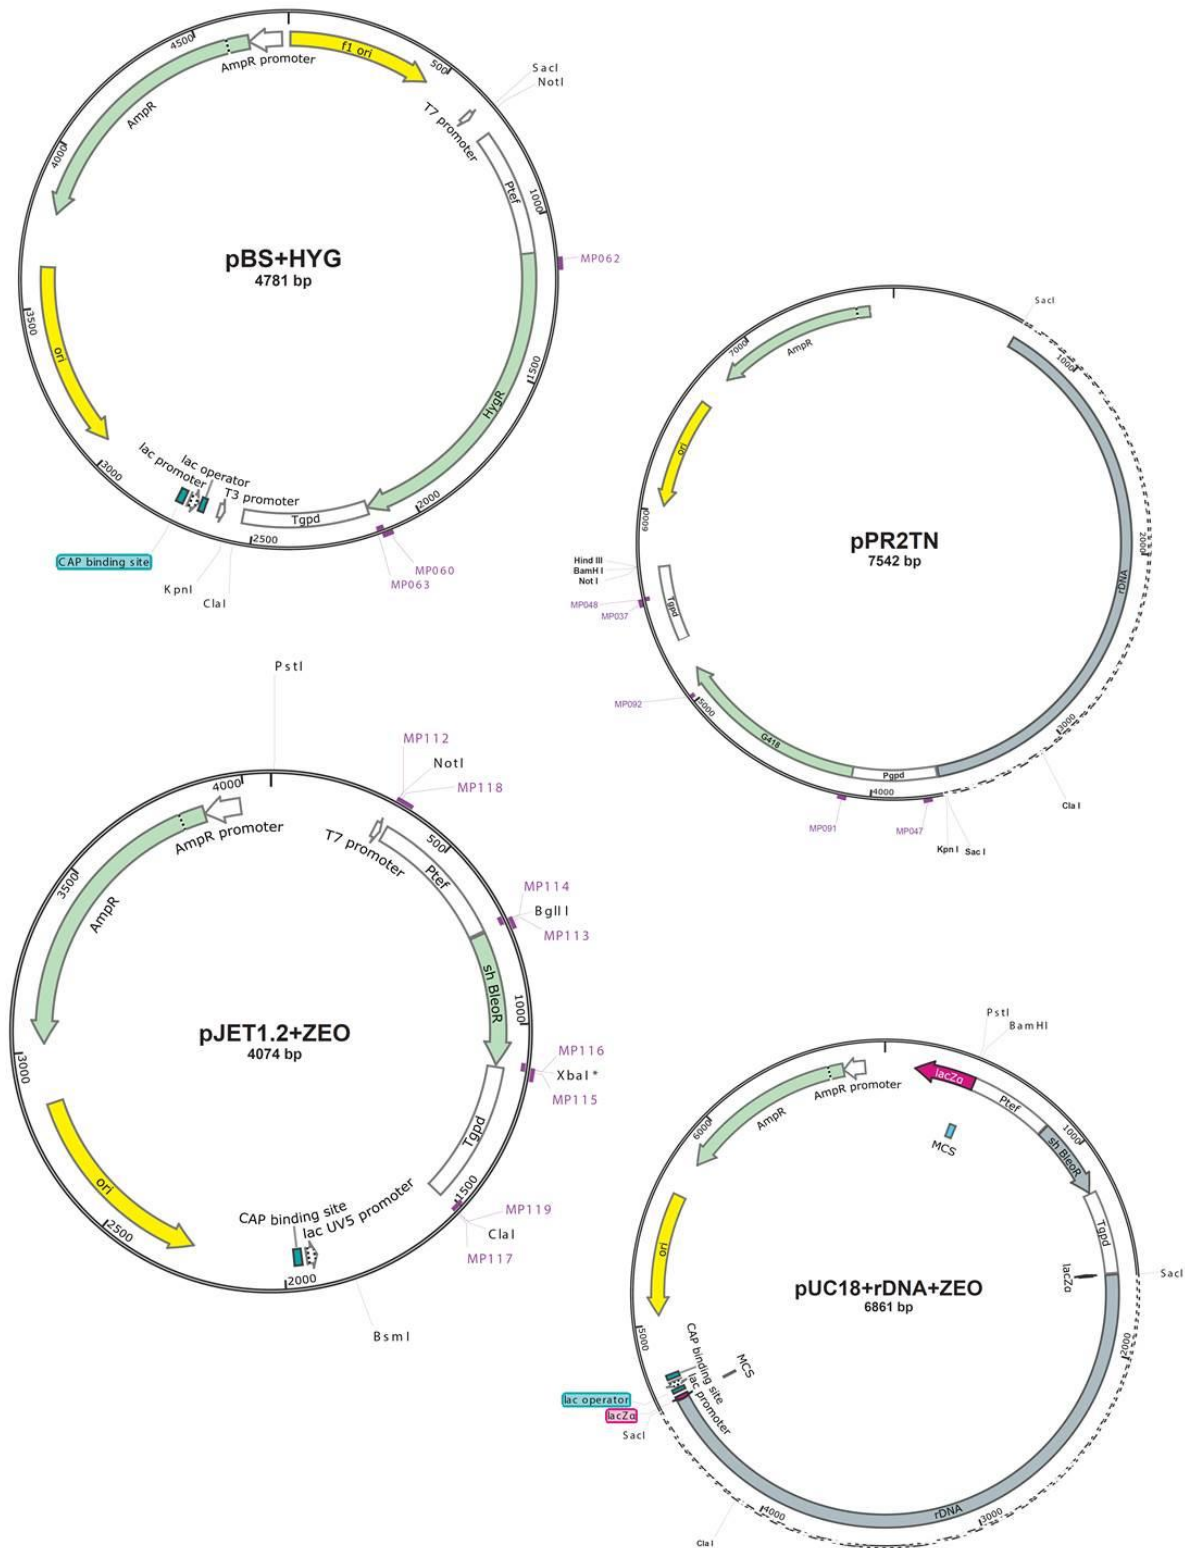 4500
AmpR promoter
f1 ori
500
SacI
NotI
T7 promoter
AmpR
4000
Ptef
1000
pBS+HYG
4781 bp
MP062
3500
ori
1500
HygR
3000
lac promoter
lac operator
T3 promoter
2000
Tgpd
2500
CAP binding site
MP060
MP063
KpnI
ClaI
SacI
7000
AmpR
1000
ori
6000
pPR2TN
7542 bp
2000
rDNA
Hind III
BamH I
Not I
MP048
MP037
Tgpd
MP092
5000
G418
Pgpd
4000
3000
Cla I
MP091
MP047
Kpn I
Sac I
PstI
MP112
NotI
MP118
4000
AmpR promoter
T7 promoter
500
Ptef
3500
AmpR
MP114
BglI I
MP113
sh BleoR
1000
pJET1.2+ZEO
4074 bp
3000
MP116
XbaI *
MP115
Tgpd
1500
ori
2500
CAP binding site
lac UV5 promoter
2000
MP119
ClaI
MP117
BsmI
PstI
BamHI
AmpR promoter
lacZα
Ptef
AmpR
6000
MCS
1000
sh BleoR
Tgpd
ori
lacZα
SacI
pUC18+rDNA+ZEO
6861 bp
5000
2000
CAP binding site
MCS
lac promoter
lac operator
lacZα
SacI
4000
rDNA
3000
Cla I